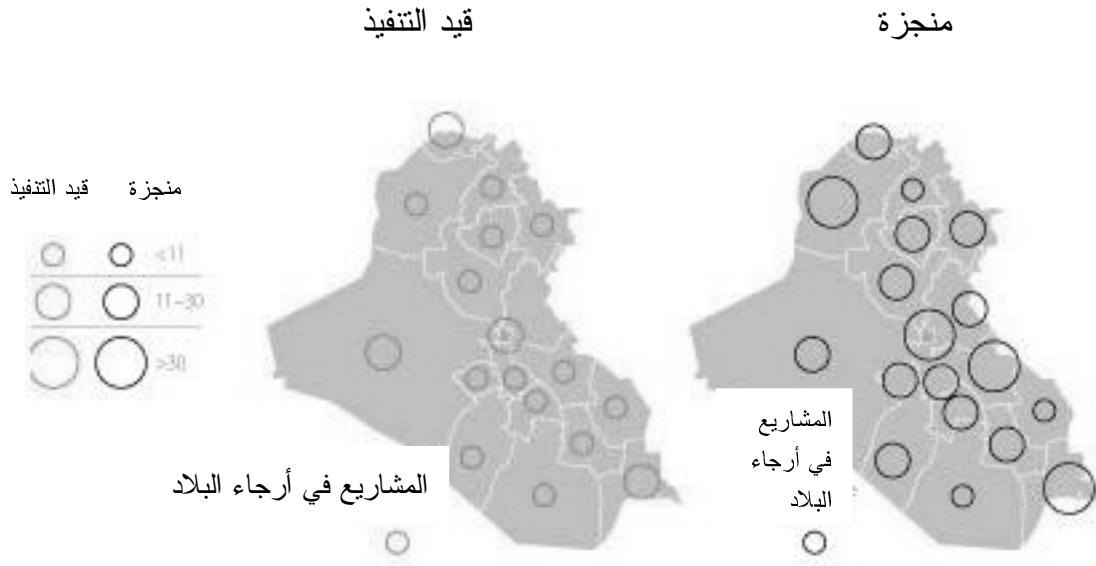 منجزة
قيد التنفيذ
منجزة
قيد التنفيذ
<11
11-30
>30
المشاريع في أرجاء البلاد
المشاريع
في أرجاء
البلاد